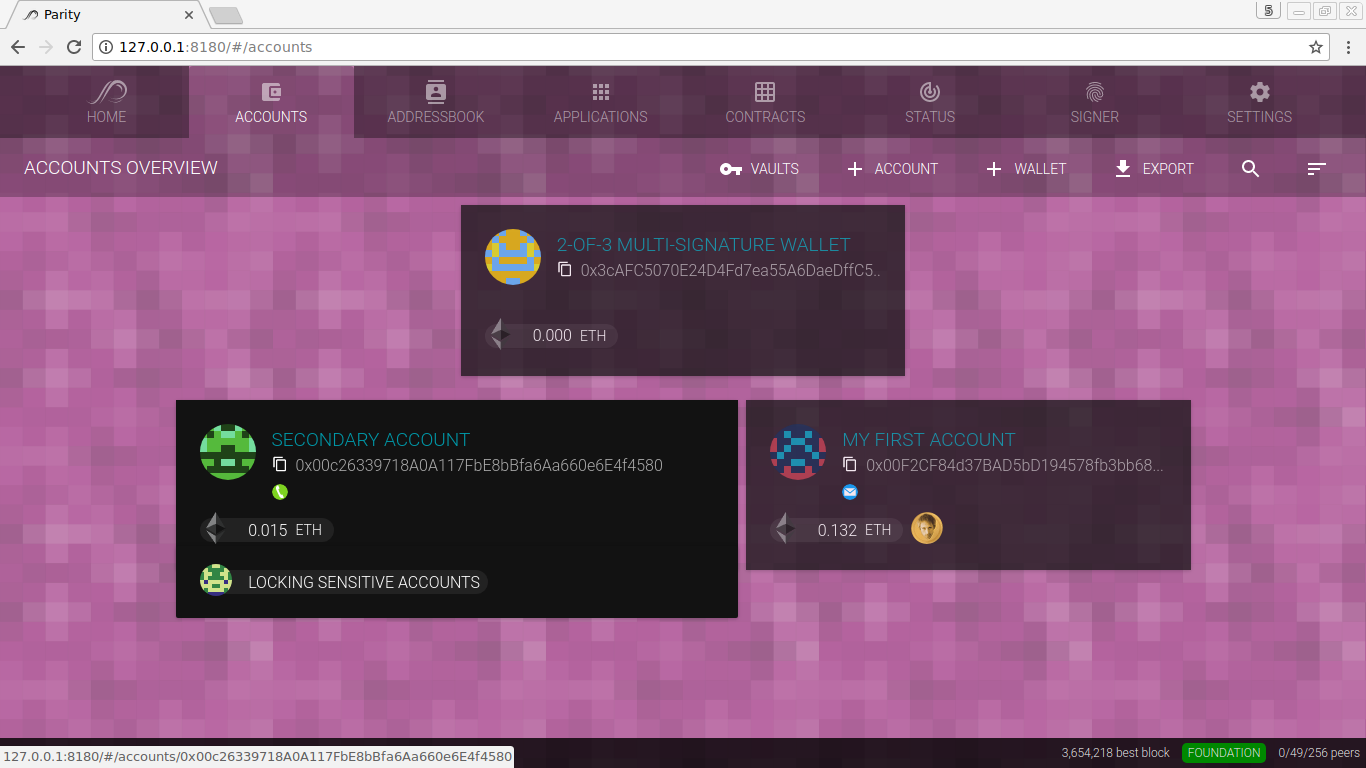 Parity
5
127.0.0.1:8180/#/accounts
HOME
ACCOUNTS
ADDRESSBOOK
APPLICATIONS
CONTRACTS
STATUS
SIGNER
SETTINGS
ACCOUNTS OVERVIEW
VAULTS
ACCOUNT
WALLET
EXPORT
2-OF-3 MULTI-SIGNATURE WALLET
0x3cAFC5070E24D4Fd7ea55A6DaeDffC5..
0.000 ETH
SECONDARY ACCOUNT
0x00c26339718A0A117FbE8bBfa6Aa660e6E4f4580
0.015 ETH
LOCKING SENSITIVE ACCOUNTS
MY FIRST ACCOUNT
0x00F2CF84d37BAD5bD194578fb3bb68...
0.132 ETH
127.0.0.1:8180/#/accounts/0x00c26339718A0A117FbE8bBfa6Aa660e6E4f4580
3,654,218 best block
FOUNDATION
0/49/256 peers